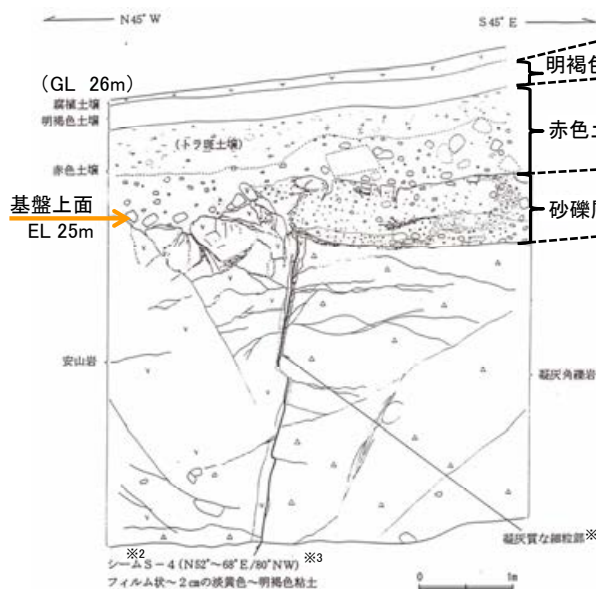 N45°W
S45°E
(GL 26m)
腐植土壌
明褐色土壌
(トラ斑土壌)
赤色土壌
明褐色
赤色土
砂礫
基盤上面
EL 25m
安山岩
凝灰角礫岩
凝灰質な細粒部※
※2
※3
シームS-4 (N52°~68°E/80°NW)
フィルム状~2㎝の淡黄色~明褐色粘土
0
1m